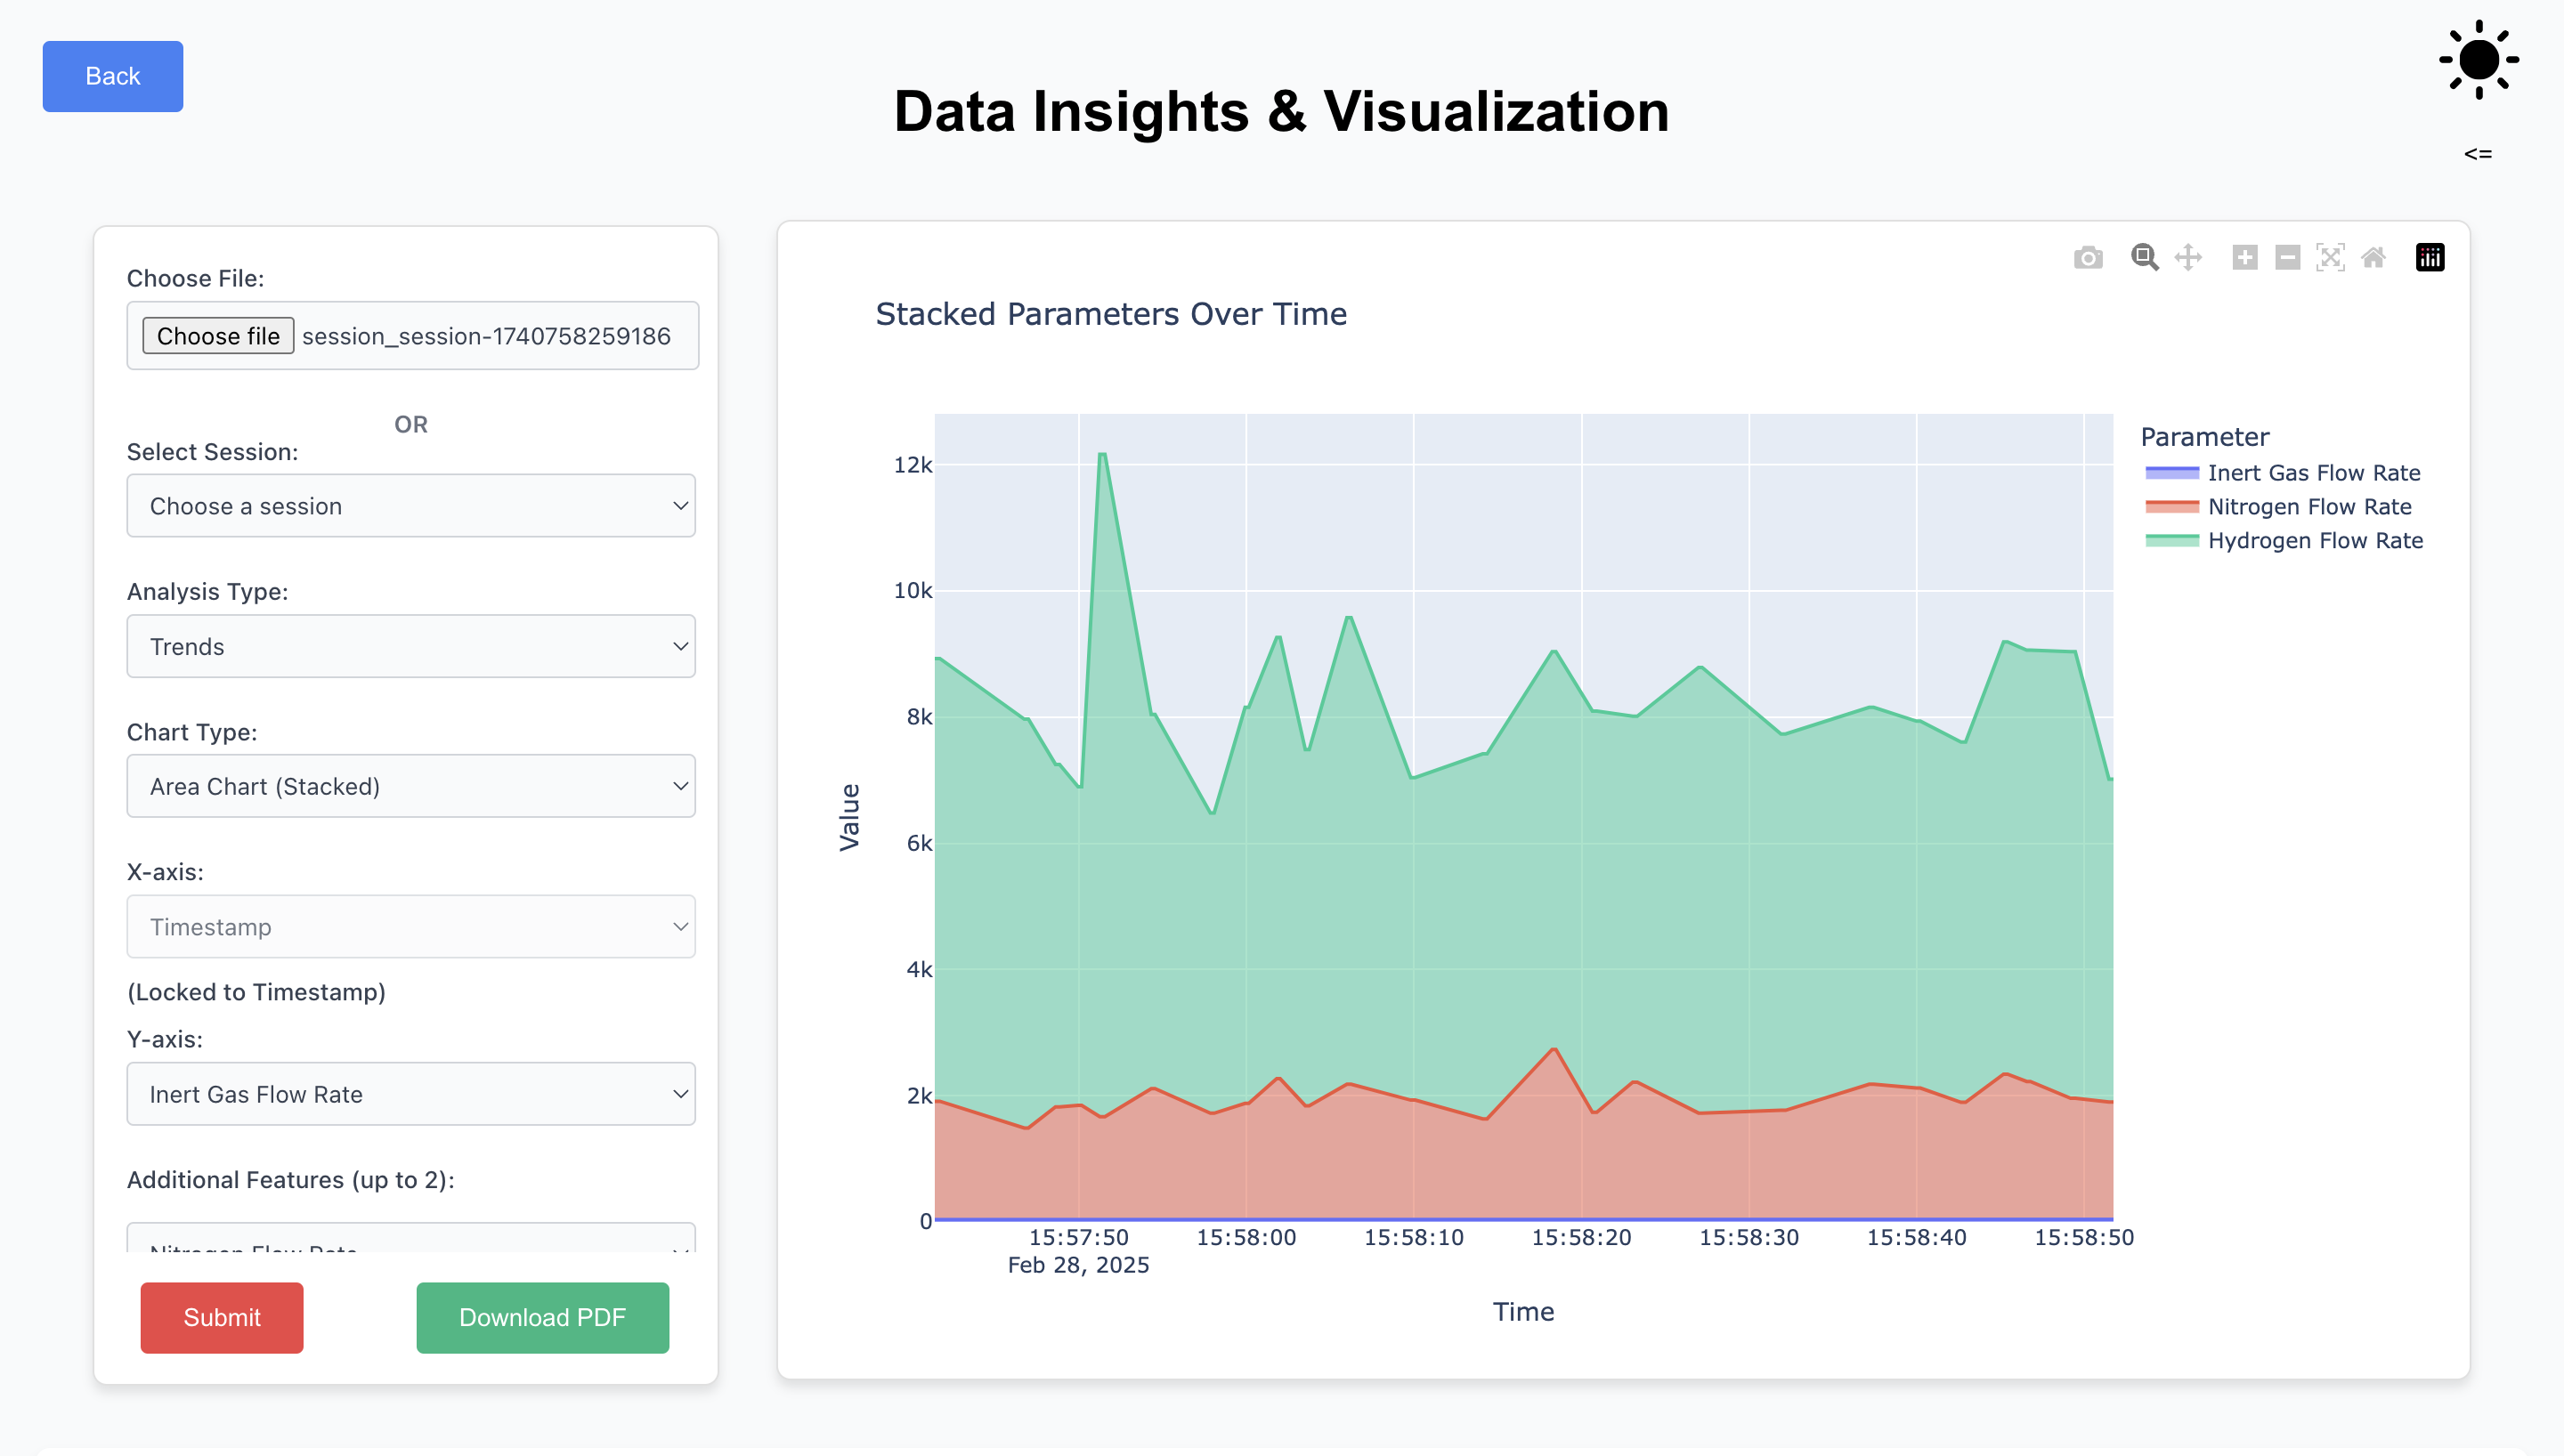 Back
Data Insights & Visualization
<=
Choose File:
Choose file session_session-1740758259186
OR
Select Session:
Choose a session
Analysis Type:
Trends
Chart Type:
Area Chart (Stacked)
X-axis:
Timestamp
(Locked to Timestamp)
Y-axis:
Inert Gas Flow Rate
Additional Features (up to 2):
Nitrogen Flow Rate
Submit
Download PDF
Stacked Parameters Over Time
Parameter
Inert Gas Flow Rate
Nitrogen Flow Rate
Hydrogen Flow Rate
Value
12k
10k
8k
6k
4k
2k
0
15:57:50 15:58:00 15:58:10 15:58:20 15:58:30 15:58:40 15:58:50
Feb 28, 2025
Time